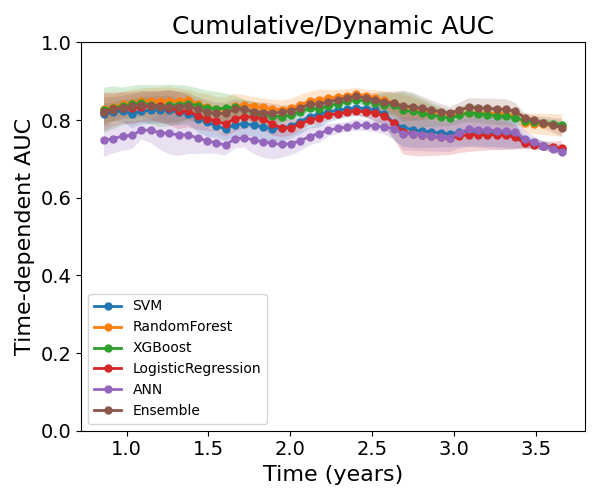 Cumulative/Dynamic AUC
Time-dependent AUC
1.0
0.8
0.6
0.4
0.2
0.0
SVM
RandomForest
XGBoost
LogisticRegression
ANN
Ensemble
1.0 1.5 2.0 2.5 3.0 3.5
Time (years)